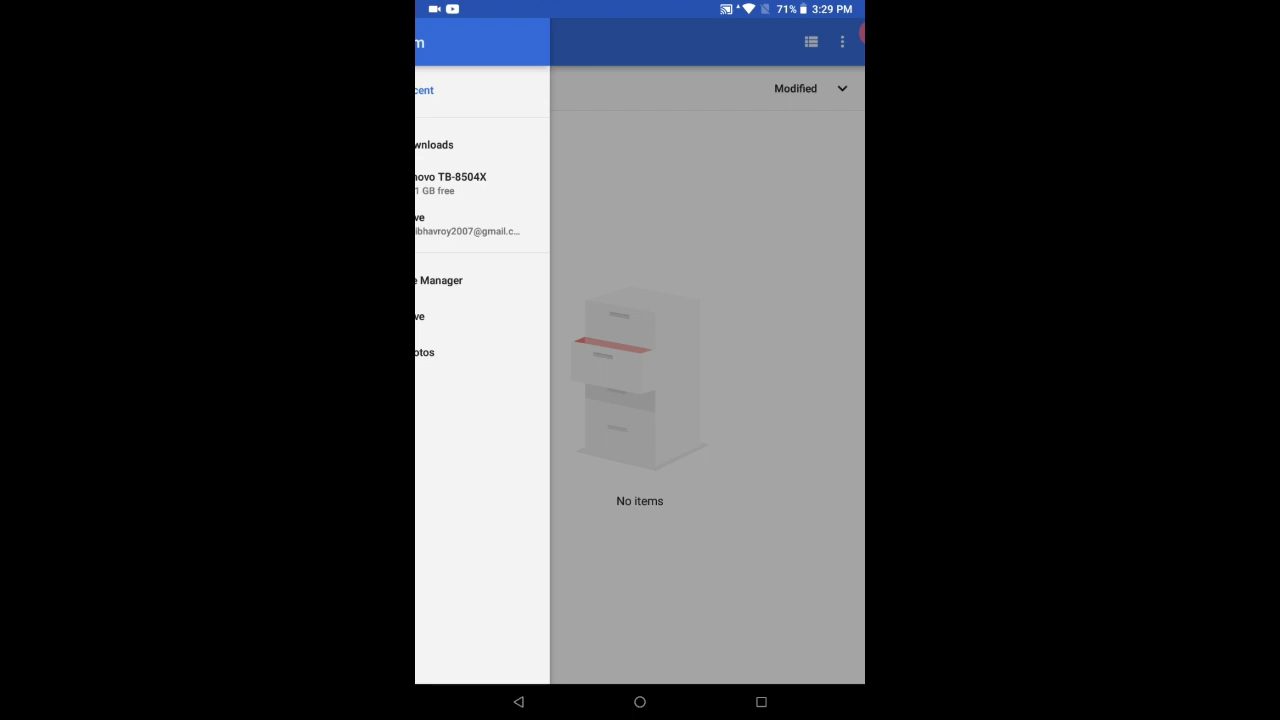 71% 3:29 PM
m
cent
Modified
wnloads
novo TB-8504X
1 GB free
ve
ibhavroy2007@gmail.c...
e Manager
ve
otos
No items